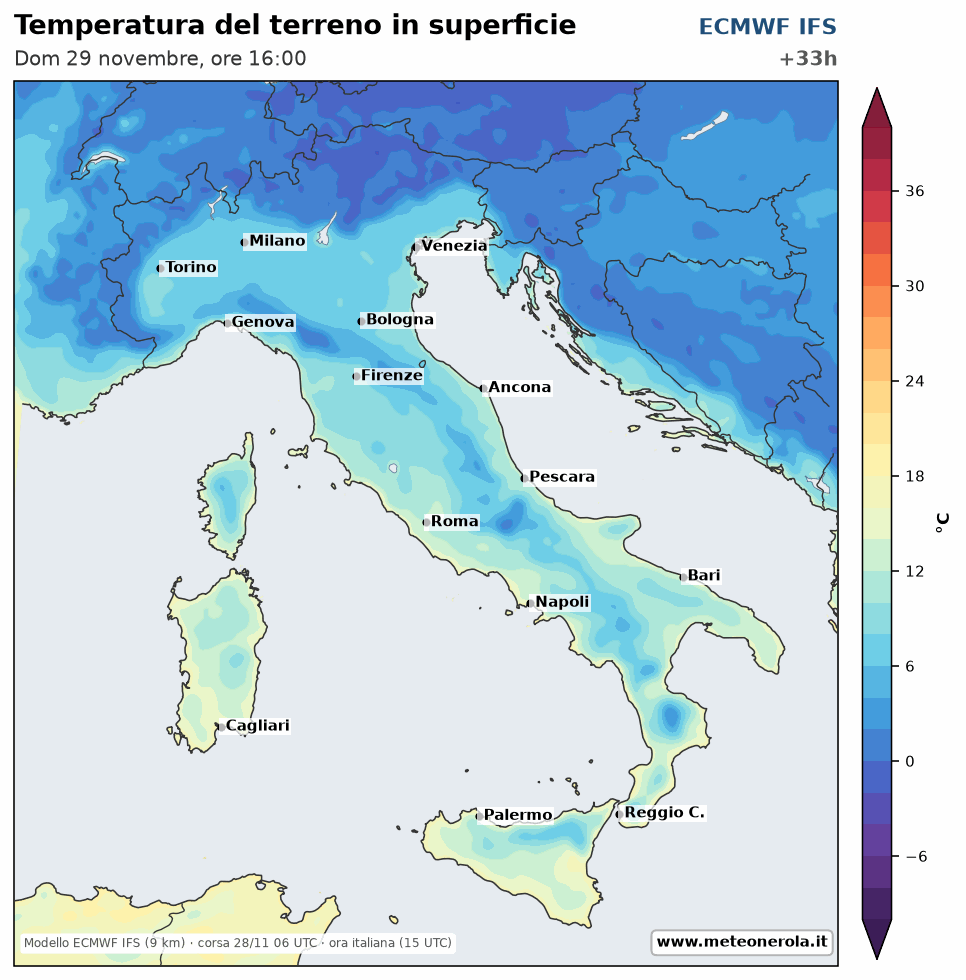 Temperatura del terreno in superficie
ECMWF IFS
Dom 29 novembre, ore 16:00
+33h
Milano
Venezia
Torino
Genova
Bologna
Firenze
Ancona
Pescara
Roma
Bari
Napoli
Cagliari
Palermo
Reggio C.
36
30
24
18
12
6
0
−6
°C
Modello ECMWF IFS (9 km) · corsa 28/11 06 UTC · ora italiana (15 UTC)
www.meteonerola.it